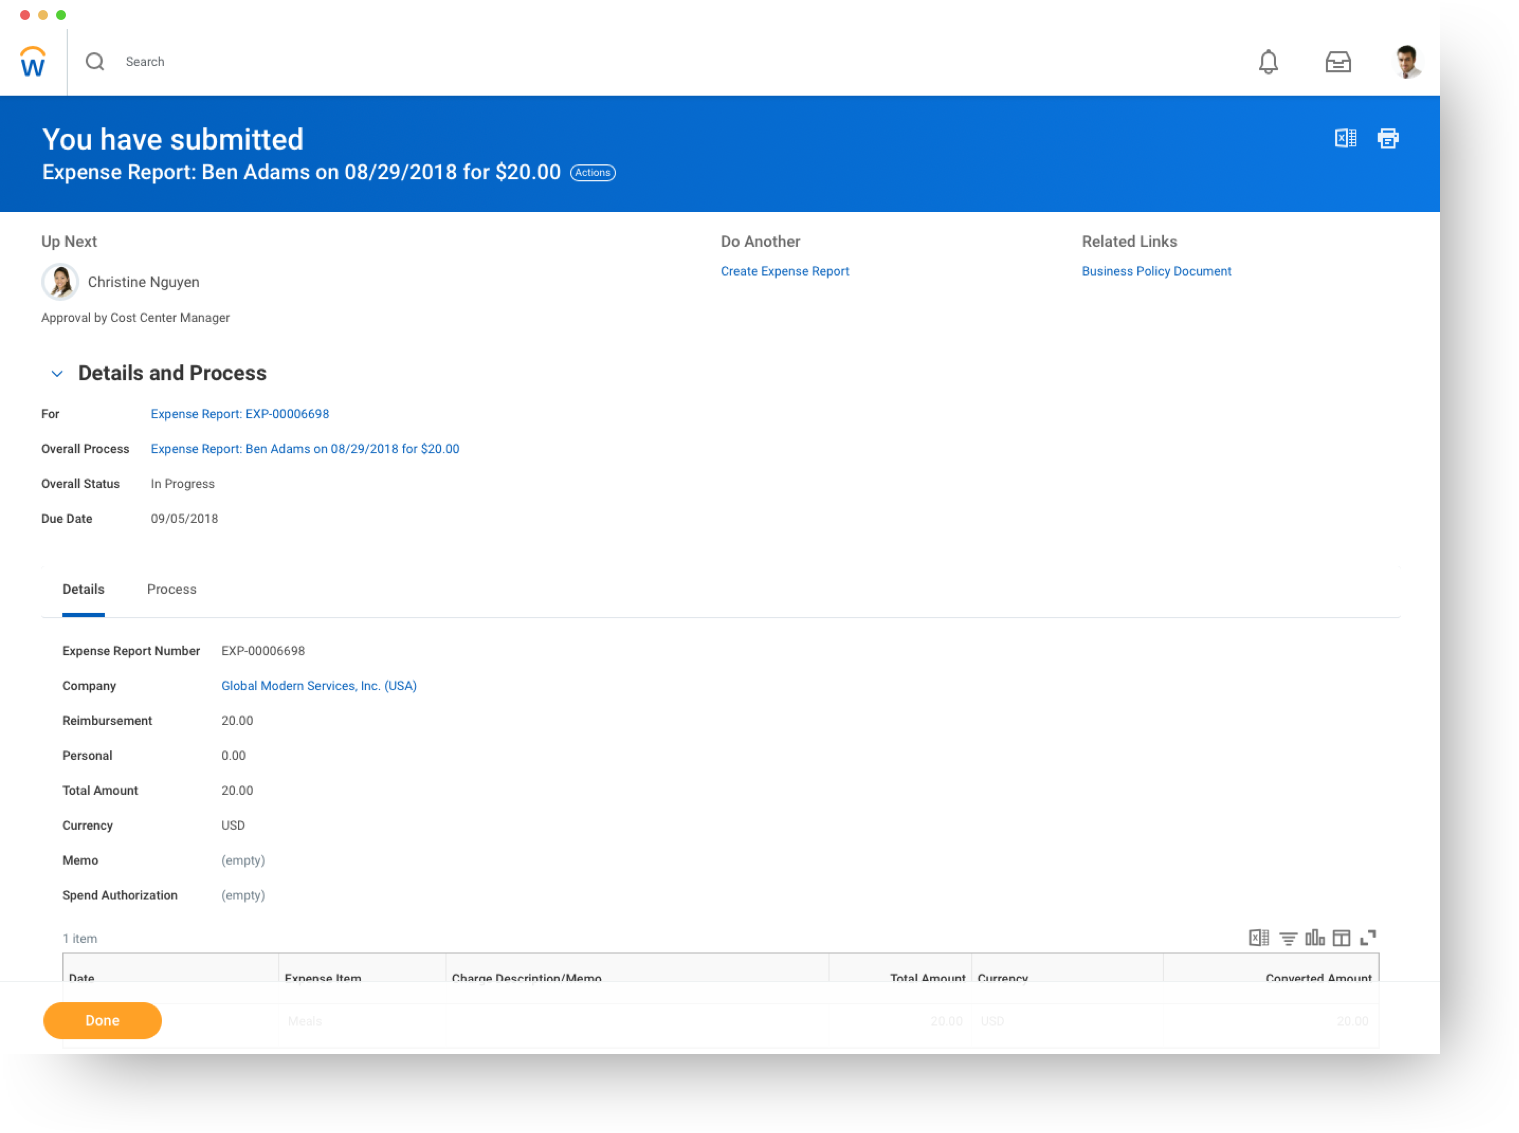 w
Search
You have submitted
Expense Report: Ben Adams on 08/29/2018 for $20.00 Actions
Up Next
Do Another
Related Links
Christine Nguyen
Create Expense Report
Business Policy Document
Approval by Cost Center Manager
Details and Process
For Expense Report: EXP-00006698
Overall Process Expense Report: Ben Adams on 08/29/2018 for $20.00
Overall Status In Progress
Due Date 09/05/2018
Details Process
Expense Report Number EXP-00006698
Company Global Modern Services, Inc. (USA)
Reimbursement 20.00
Personal 0.00
Total Amount 20.00
Currency USD
Memo (empty)
Spend Authorization (empty)
1 item
Date Expense Item Charge Description/Memo Total Amount Currency Converted Amount
Meals 20.00 USD 20.00
Done